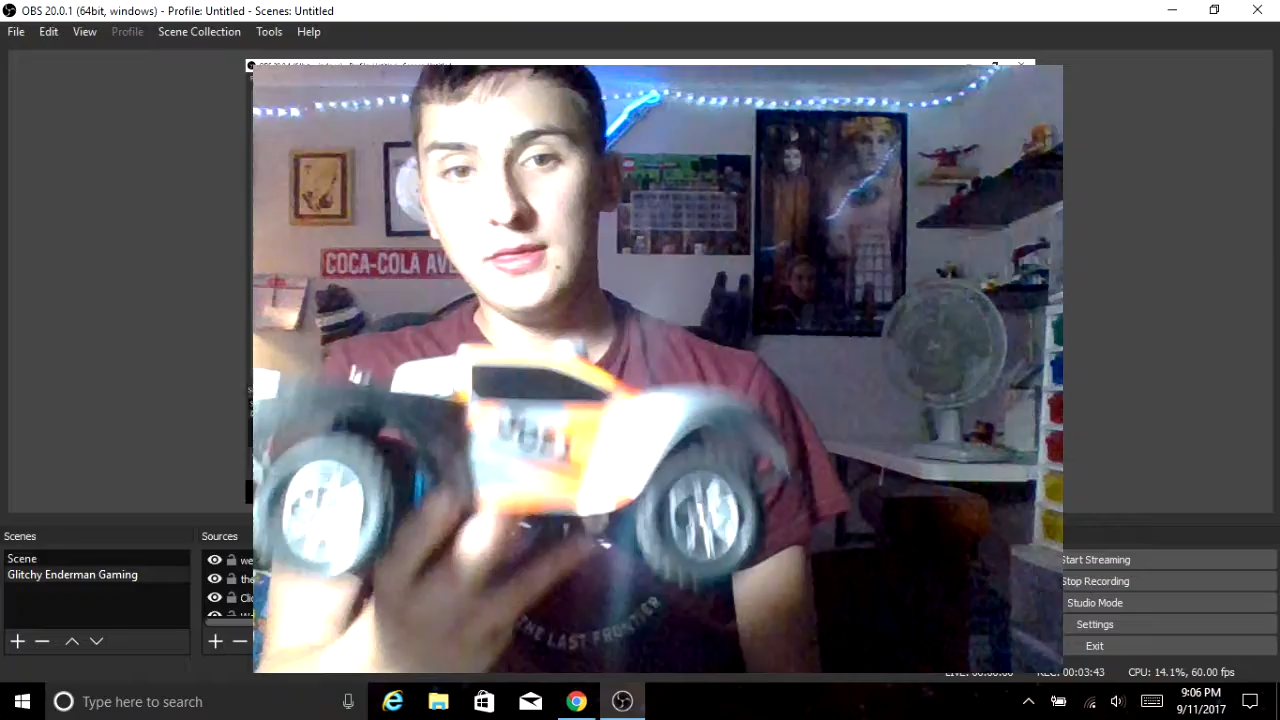 OBS 20.0.1 (64bit, windows) - Profile: Untitled - Scenes: Untitled
File Edit View Profile Scene Collection Tools Help
COCA-COLA AVE
Scenes
Sources
Scene
Glitchy Enderman Gaming
we
the
Clic
Start Streaming
Stop Recording
Studio Mode
Settings
Exit
THE LAST FRONTIER
REC: 00:03:43
CPU: 14.1%, 60.00 fps
Type here to search
9:06 PM
9/11/2017